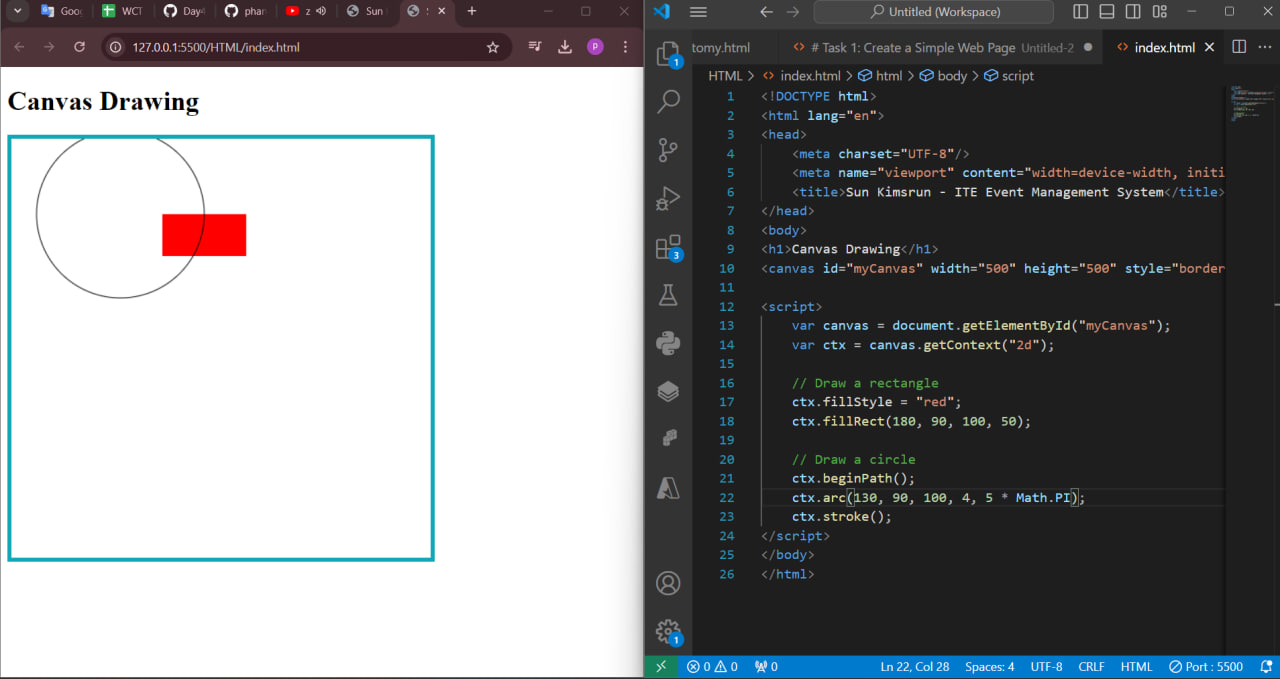 Goo
WCT
Day4
phan
z
Sun
127.0.0.1:5500/HTML/index.html
P
Canvas Drawing
Untitled (Workspace)
tomy.html
# Task 1: Create a Simple Web Page Untitled-2
index.html
HTML > index.html > html > body > script
1 <!DOCTYPE html>
2 <html lang="en">
3 <head>
4 <meta charset="UTF-8"/>
5 <meta name="viewport" content="width=device-width, initi
6 <title>Sun Kimsrun - ITE Event Management System</title>
7 </head>
8 <body>
9 <h1>Canvas Drawing</h1>
10 <canvas id="myCanvas" width="500" height="500" style="border
11
12 <script>
13 var canvas = document.getElementById("myCanvas");
14 var ctx = canvas.getContext("2d");
15
16 // Draw a rectangle
17 ctx.fillStyle = "red";
18 ctx.fillRect(180, 90, 100, 50);
19
20 // Draw a circle
21 ctx.beginPath();
22 ctx.arc(130, 90, 100, 4, 5 * Math.PI);
23 ctx.stroke();
24 </script>
25 </body>
26 </html>
1
3
1
0 0 0
Ln 22, Col 28 Spaces: 4 UTF-8 CRLF HTML Port : 5500